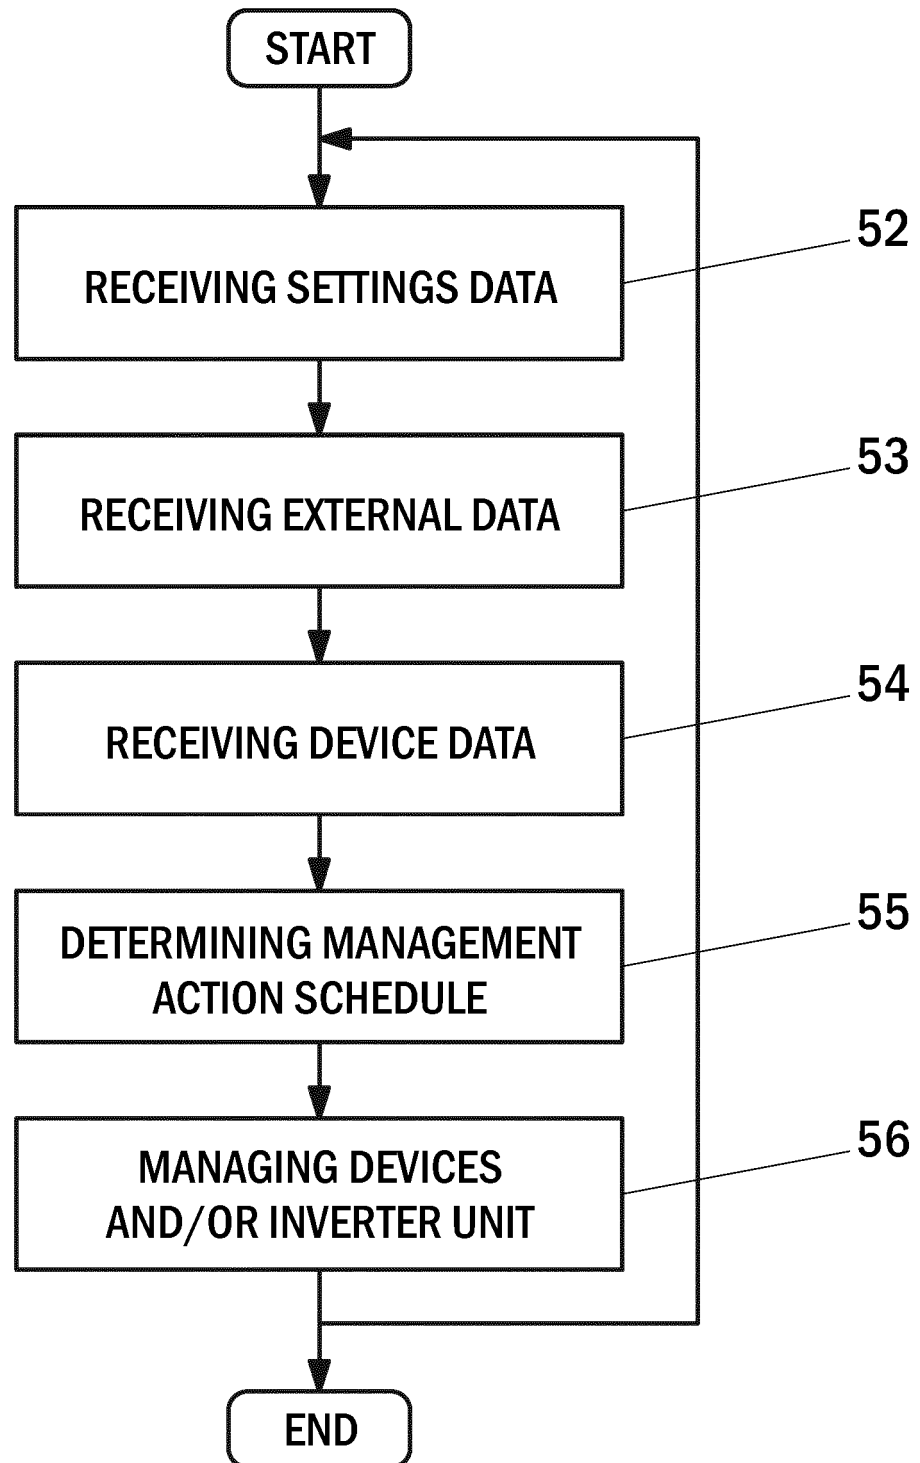 START
RECEIVING SETTINGS DATA
52
RECEIVING EXTERNAL DATA
53
RECEIVING DEVICE DATA
54
DETERMINING MANAGEMENT
ACTION SCHEDULE
55
MANAGING DEVICES
AND/OR INVERTER UNIT
56
END